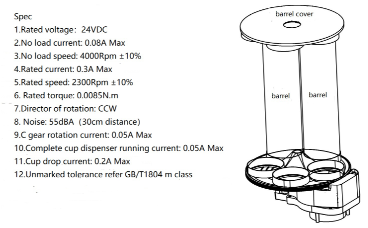 Spec
1.Rated voltage: 24VDC
2.No load current: 0.08A Max
3.No load speed: 4000Rpm ±10%
4.Rated current: 0.3A Max
5.Rated speed: 2300Rpm ±10%
6. Rated torque: 0.0085N.m
7.Director of rotation: CCW
8. Noise: 55dBA（30cm distance)
9.C gear rotation current: 0.05A Max
10.Complete cup dispenser running current: 0.05A Max
11.Cup drop current: 0.2A Max
12.Unmarked tolerance refer GB/T1804 m class
barrel cover
barrel
barrel